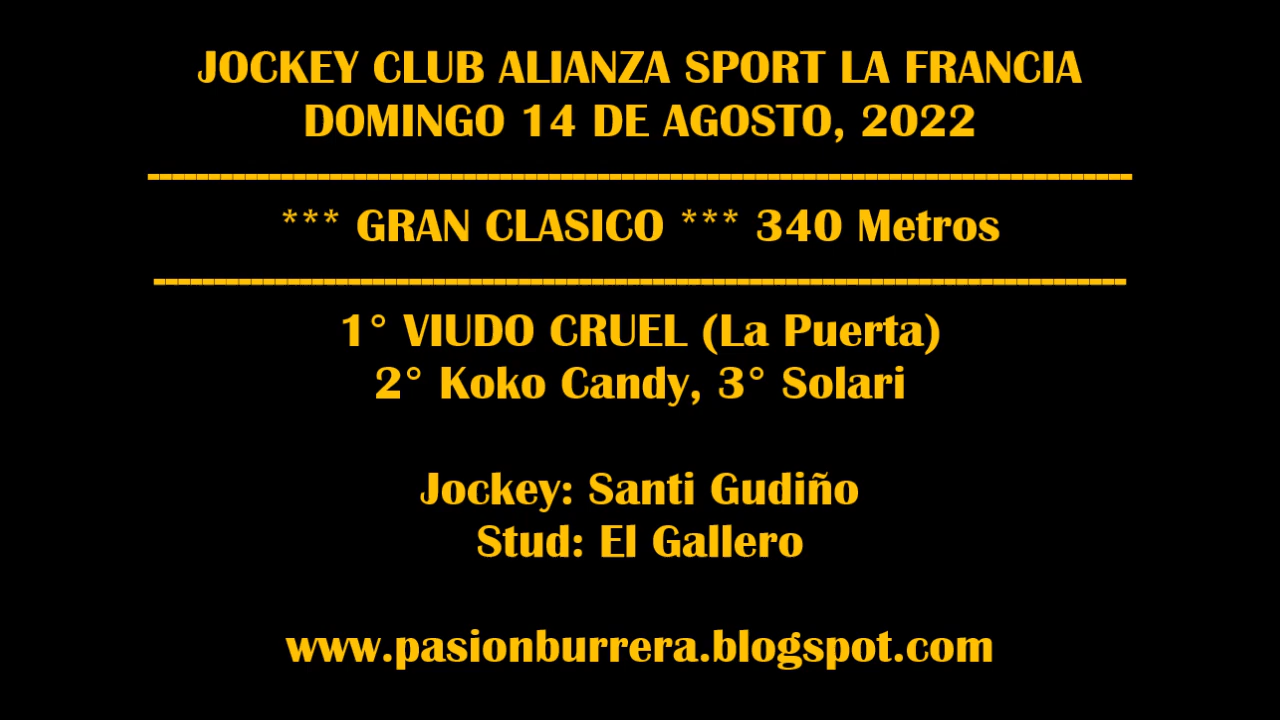 JOCKEY CLUB ALIANZA SPORT LA FRANCIA
DOMINGO 14 DE AGOSTO, 2022
--------------------------------------------------------------------------------
*** GRAN CLASICO *** 340 Metros
-------------------------------------------------------------------------------
1° VIUDO CRUEL (La Puerta)
2° Koko Candy, 3° Solari
Jockey: Santi Gudiño
Stud: El Gallero
www.pasionburrera.blogspot.com